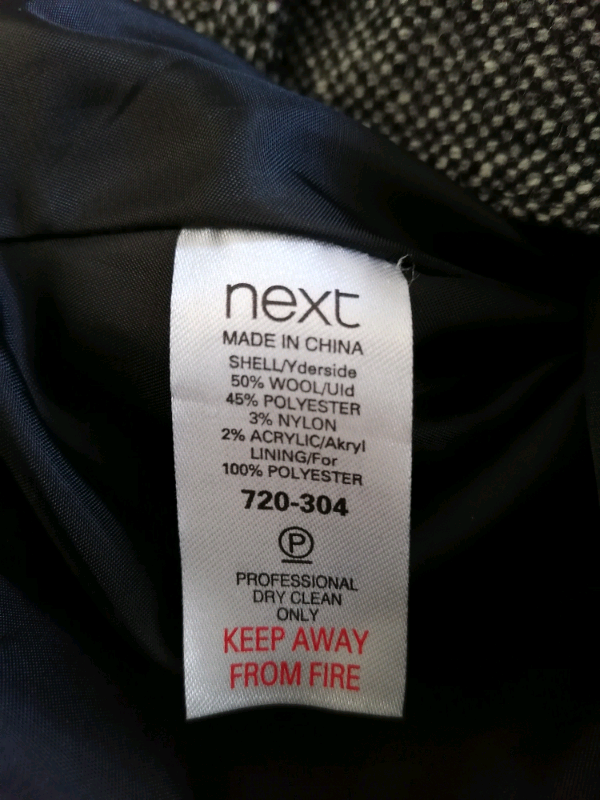 next
MADE IN CHINA
SHELL/Yderside
50% WOOL/Uld
45% POLYESTER
3% NYLON
2% ACRYLIC/Akryl
LINING/For
100% POLYESTER
720-304
P
PROFESSIONAL
DRY CLEAN
ONLY
KEEP AWAY
FROM FIRE